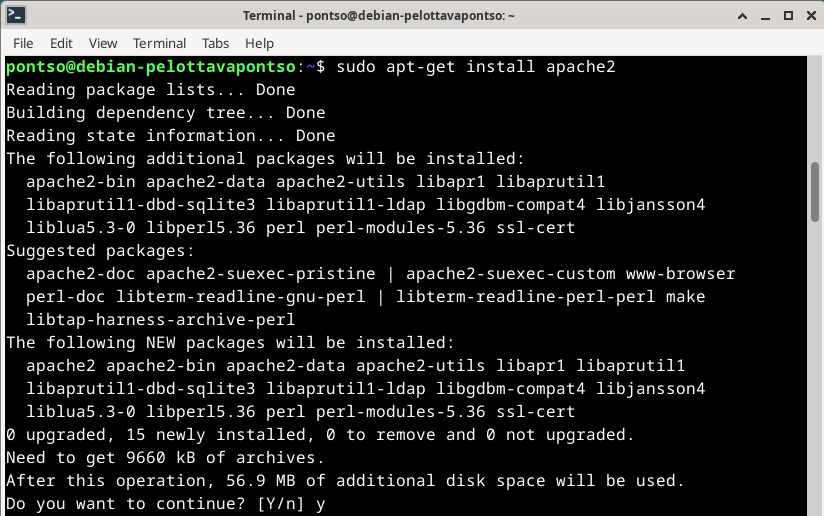 Terminal - pontso@debian-pelottavapontso: ~
File Edit View Terminal Tabs Help
pontso@debian-pelottavapontso:~$ sudo apt-get install apache2
Reading package lists... Done
Building dependency tree... Done
Reading state information... Done
The following additional packages will be installed:
  apache2-bin apache2-data apache2-utils libapr1 libaprutil1
  libaprutil1-dbd-sqlite3 libaprutil1-ldap libgdbm-compat4 libjansson4
  liblua5.3-0 libperl5.36 perl perl-modules-5.36 ssl-cert
Suggested packages:
  apache2-doc apache2-suexec-pristine | apache2-suexec-custom www-browser
  perl-doc libterm-readline-gnu-perl | libterm-readline-perl-perl make
  libtap-harness-archive-perl
The following NEW packages will be installed:
  apache2 apache2-bin apache2-data apache2-utils libapr1 libaprutil1
  libaprutil1-dbd-sqlite3 libaprutil1-ldap libgdbm-compat4 libjansson4
  liblua5.3-0 libperl5.36 perl perl-modules-5.36 ssl-cert
0 upgraded, 15 newly installed, 0 to remove and 0 not upgraded.
Need to get 9660 kB of archives.
After this operation, 56.9 MB of additional disk space will be used.
Do you want to continue? [Y/n] y